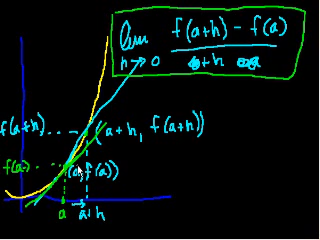 lim f(a+h) - f(a)
h→0 a+h a
f(a+h) (a+h, f(a+h))
f(a) (a, f(a))
a a+h